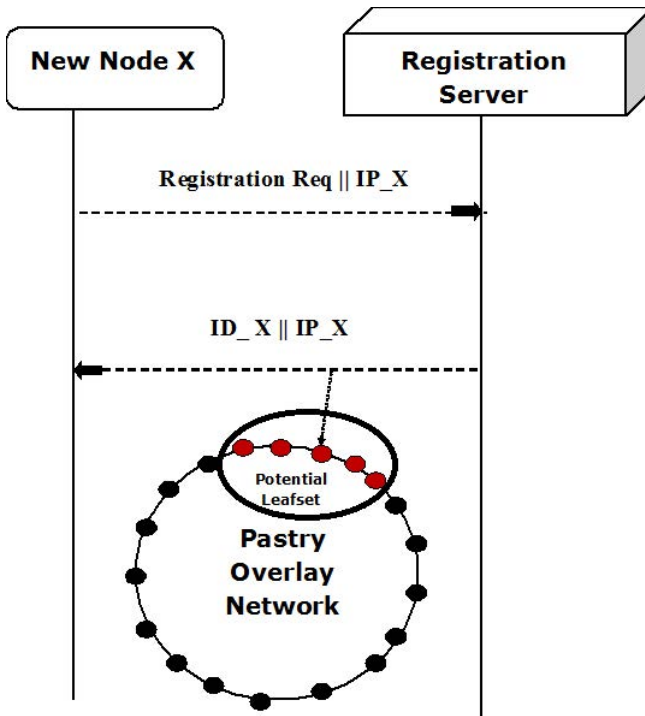 New Node X
Registration
Server
Registration Req || IP_X
ID_ X || IP_X
Potential
Leafset
Pastry
Overlay
Network